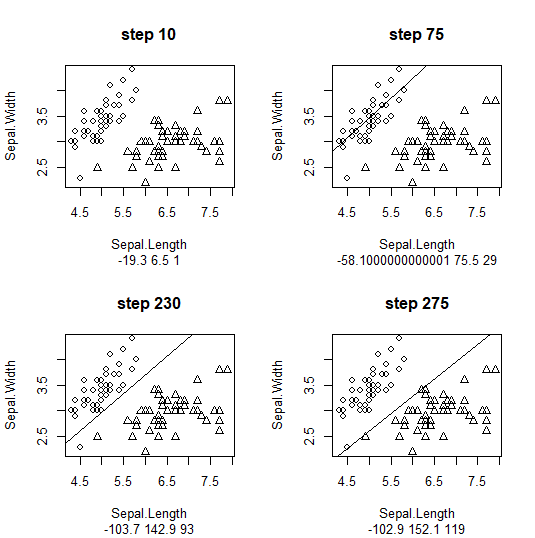 step 10
Sepal.Width
3.5
2.5
4.5 5.5 6.5 7.5
Sepal.Length
-19.3 6.5 1
step 75
Sepal.Width
3.5
2.5
4.5 5.5 6.5 7.5
Sepal.Length
-58.1000000000001 75.5 29
step 230
Sepal.Width
3.5
2.5
4.5 5.5 6.5 7.5
Sepal.Length
-103.7 142.9 93
step 275
Sepal.Width
3.5
2.5
4.5 5.5 6.5 7.5
Sepal.Length
-102.9 152.1 119